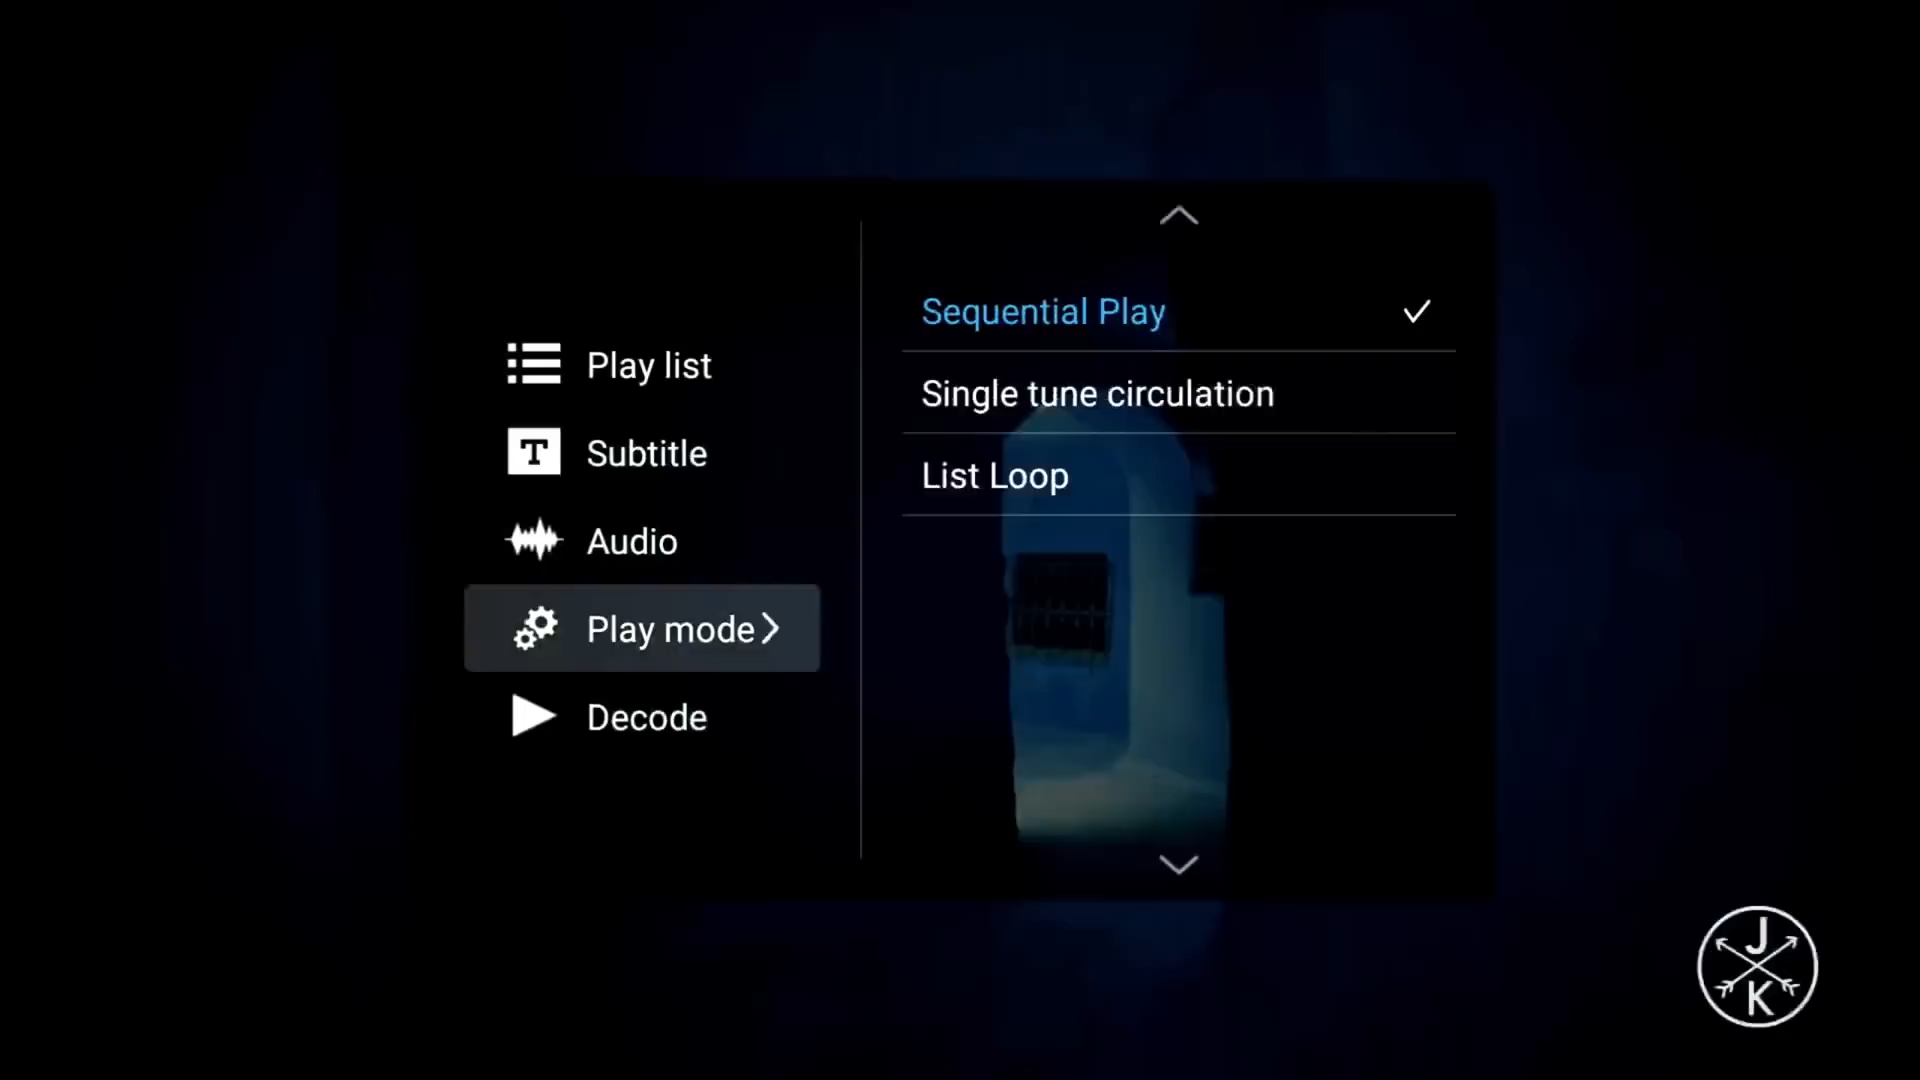 Play list
Subtitle
Audio
Play mode
Decode
Sequential Play
Single tune circulation
List Loop
J
K